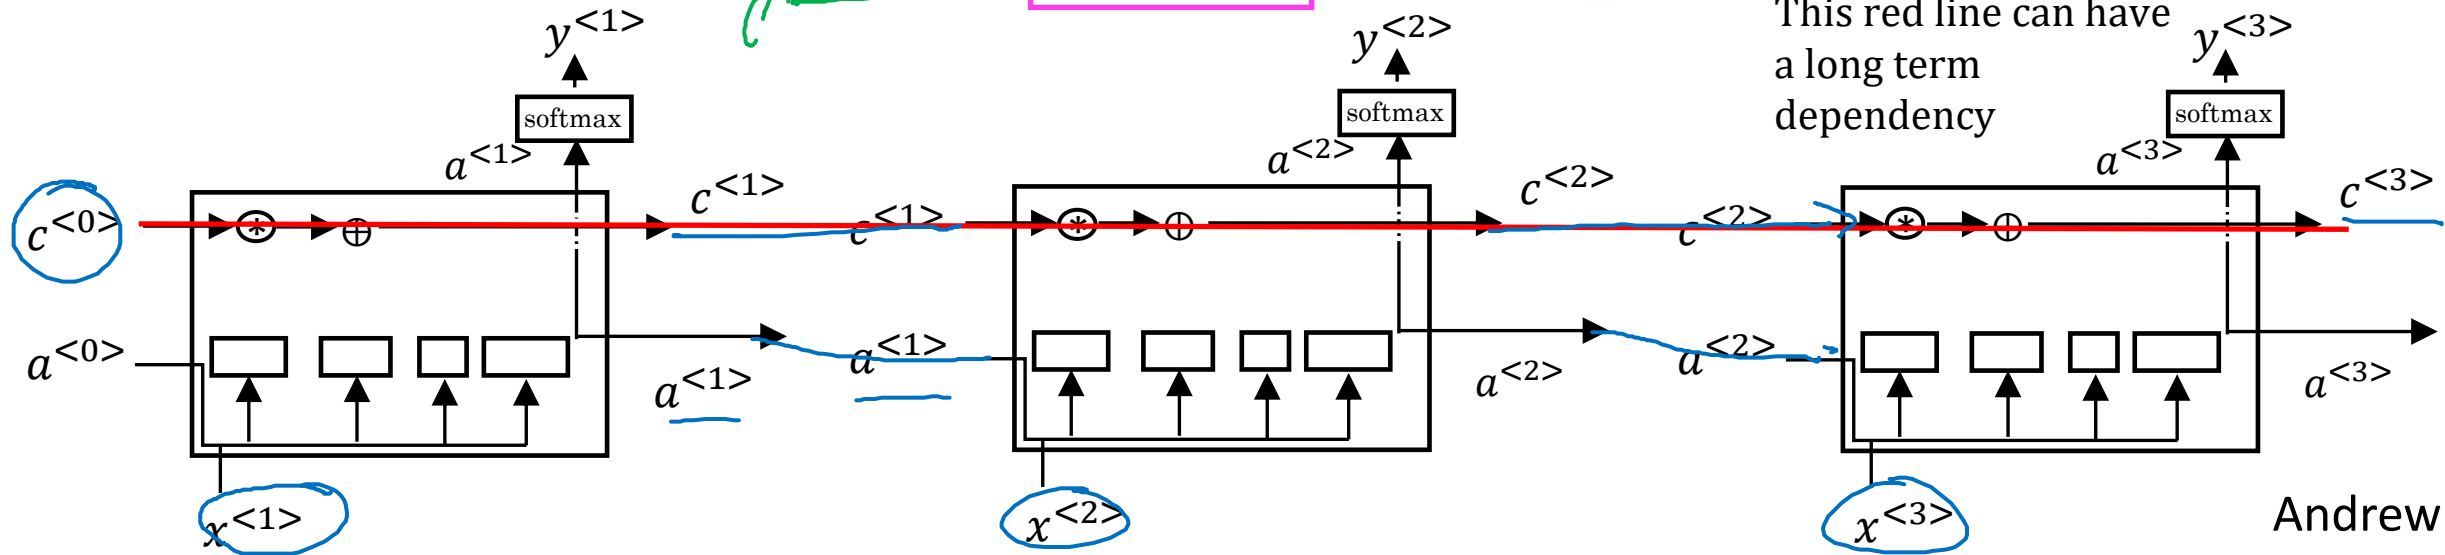 This red line can have
a long term
dependency
y<1>
y<2>
y<3>
softmax
softmax
softmax
a<1>
a<2>
a<3>
c<0>
c<1>
c<1>
c<2>
c<2>
c<3>
a<0>
a<1>
a<1>
a<2>
a<2>
a<3>
x<1>
x<2>
x<3>
Andrew